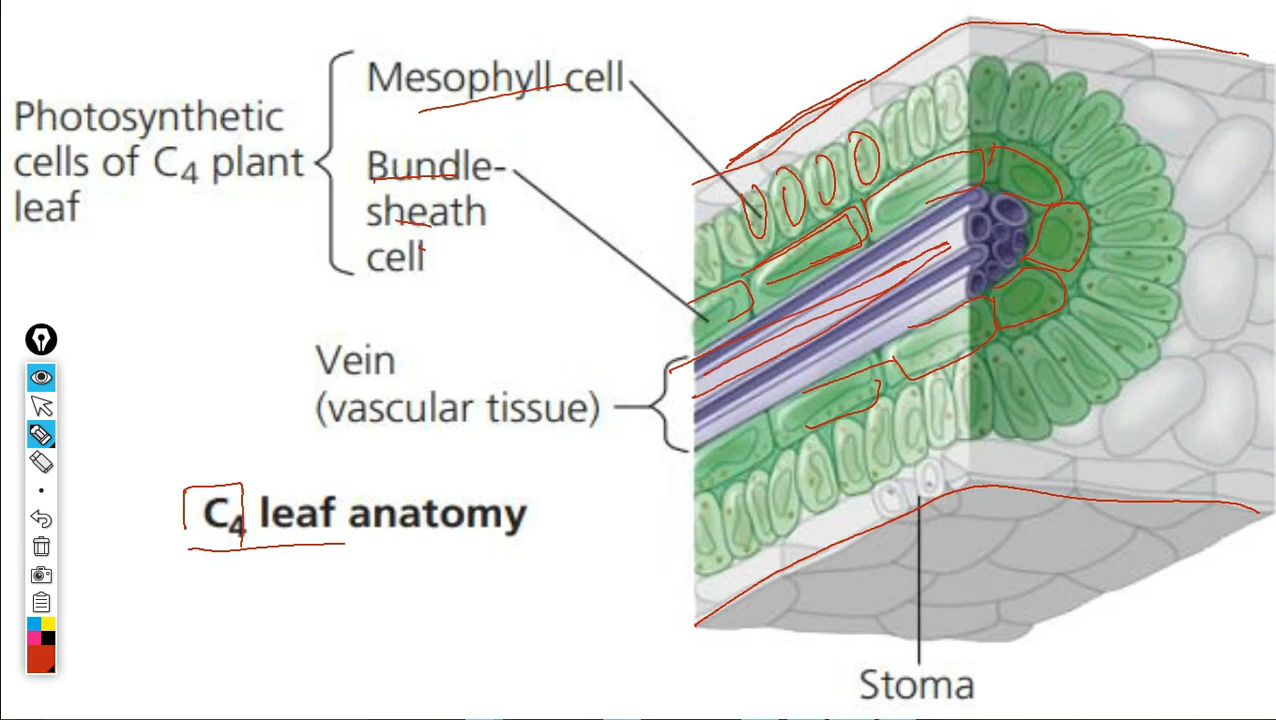 Photosynthetic
cells of C₄ plant
leaf
Mesophyll cell
Bundle-
sheath
cell
Vein
(vascular tissue)
C₄ leaf anatomy
Stoma